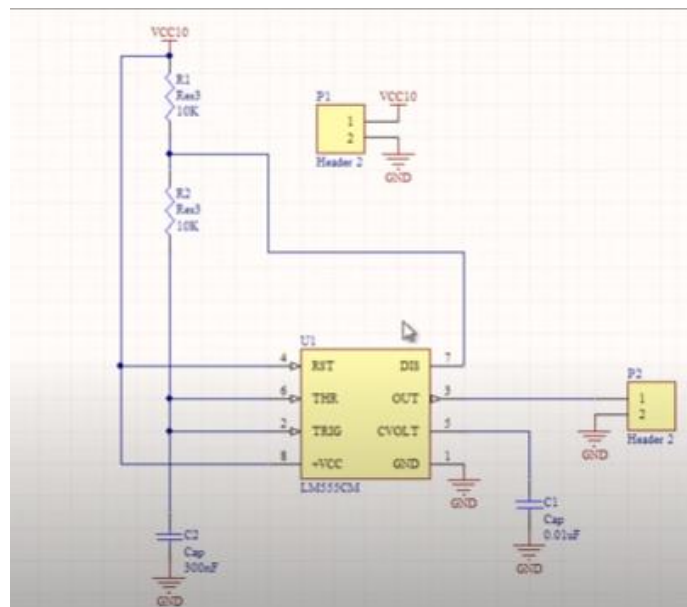 VCC10
R1
Res3
10K
P1
VCC10
1
2
Header 2
GND
R2
Res3
10K
U1
4
RST
DIS
7
6
THR
OUT
3
2
TRIG
CVOLT
5
8
+VCC
GND
1
LM555CM
GND
P2
1
2
Header 2
GND
C1
Cap
0.01uF
GND
C2
Cap
300nF
GND